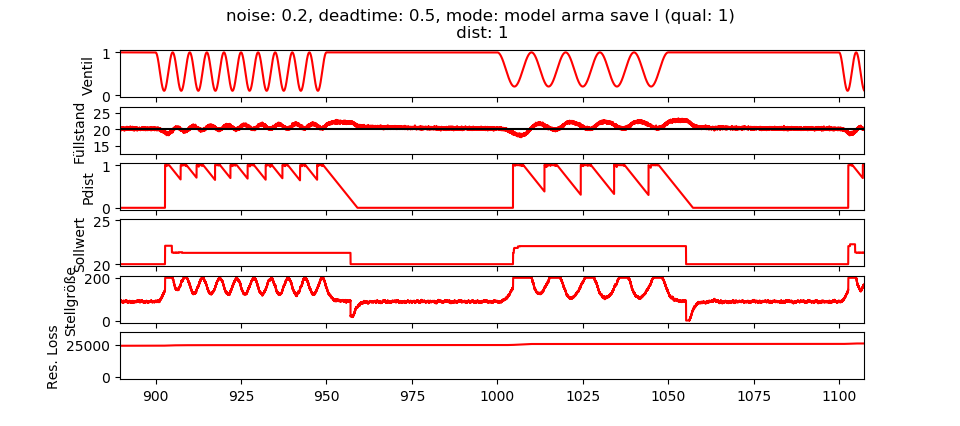 noise: 0.2, deadtime: 0.5, mode: model arma save I (qual: 1)
dist: 1
Ventil
1
0
Füllstand
25
20
15
Pdist
1
0
Sollwert
25
20
Stellgröße
200
0
Res. Loss
25000
0
900 925 950 975 1000 1025 1050 1075 1100